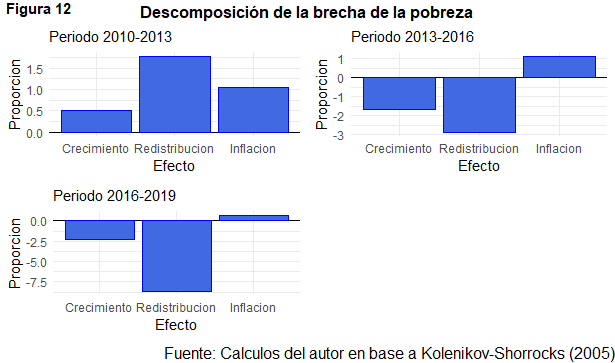 Figura 12
Descomposición de la brecha de la pobreza
Periodo 2010-2013
Proporcion
1.5
1.0
0.5
0.0
Crecimiento Redistribucion Inflacion
Efecto
Periodo 2013-2016
Proporcion
1
0
-1
-2
-3
Crecimiento Redistribucion Inflacion
Efecto
Periodo 2016-2019
Proporcion
0.0
-2.5
-5.0
-7.5
Crecimiento Redistribucion Inflacion
Efecto
Fuente: Calculos del autor en base a Kolenikov-Shorrocks (2005)